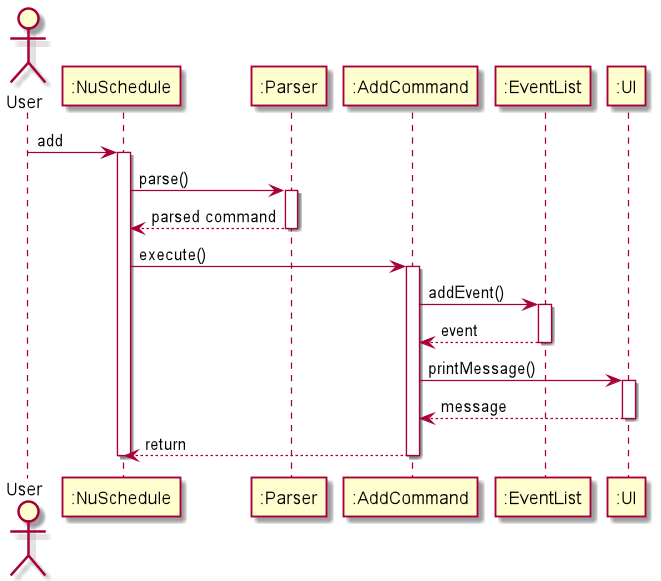 User
:NuSchedule
:Parser
:AddCommand
:EventList
:UI
add
parse()
parsed command
execute()
addEvent()
event
printMessage()
message
return
User
:NuSchedule
:Parser
:AddCommand
:EventList
:UI